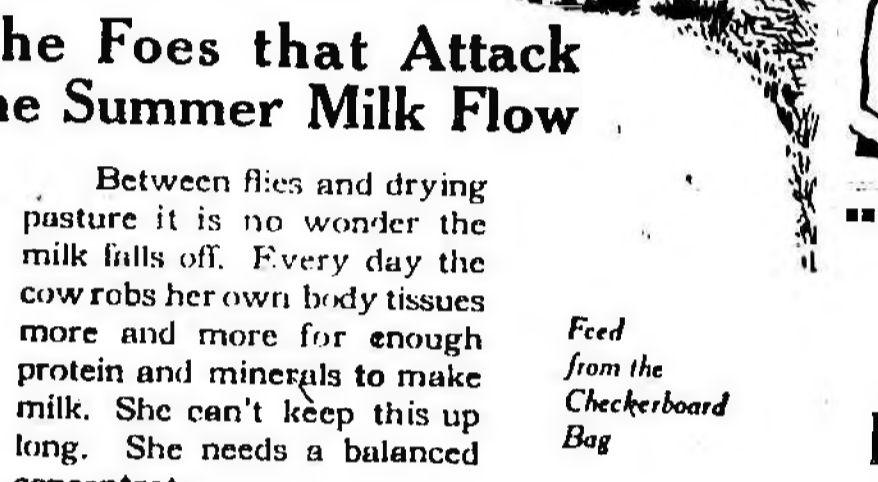 he Foes that Attack
e Summer Milk Flow
Between flies and drying
pasture it is no wonder the
milk falls off. Every day the
cow robs her own body tissues
more and more for enough
protein and minerals to make
milk. She can't keep this up
long. She needs a balanced
Feed
from the
Checkerboard
Bag